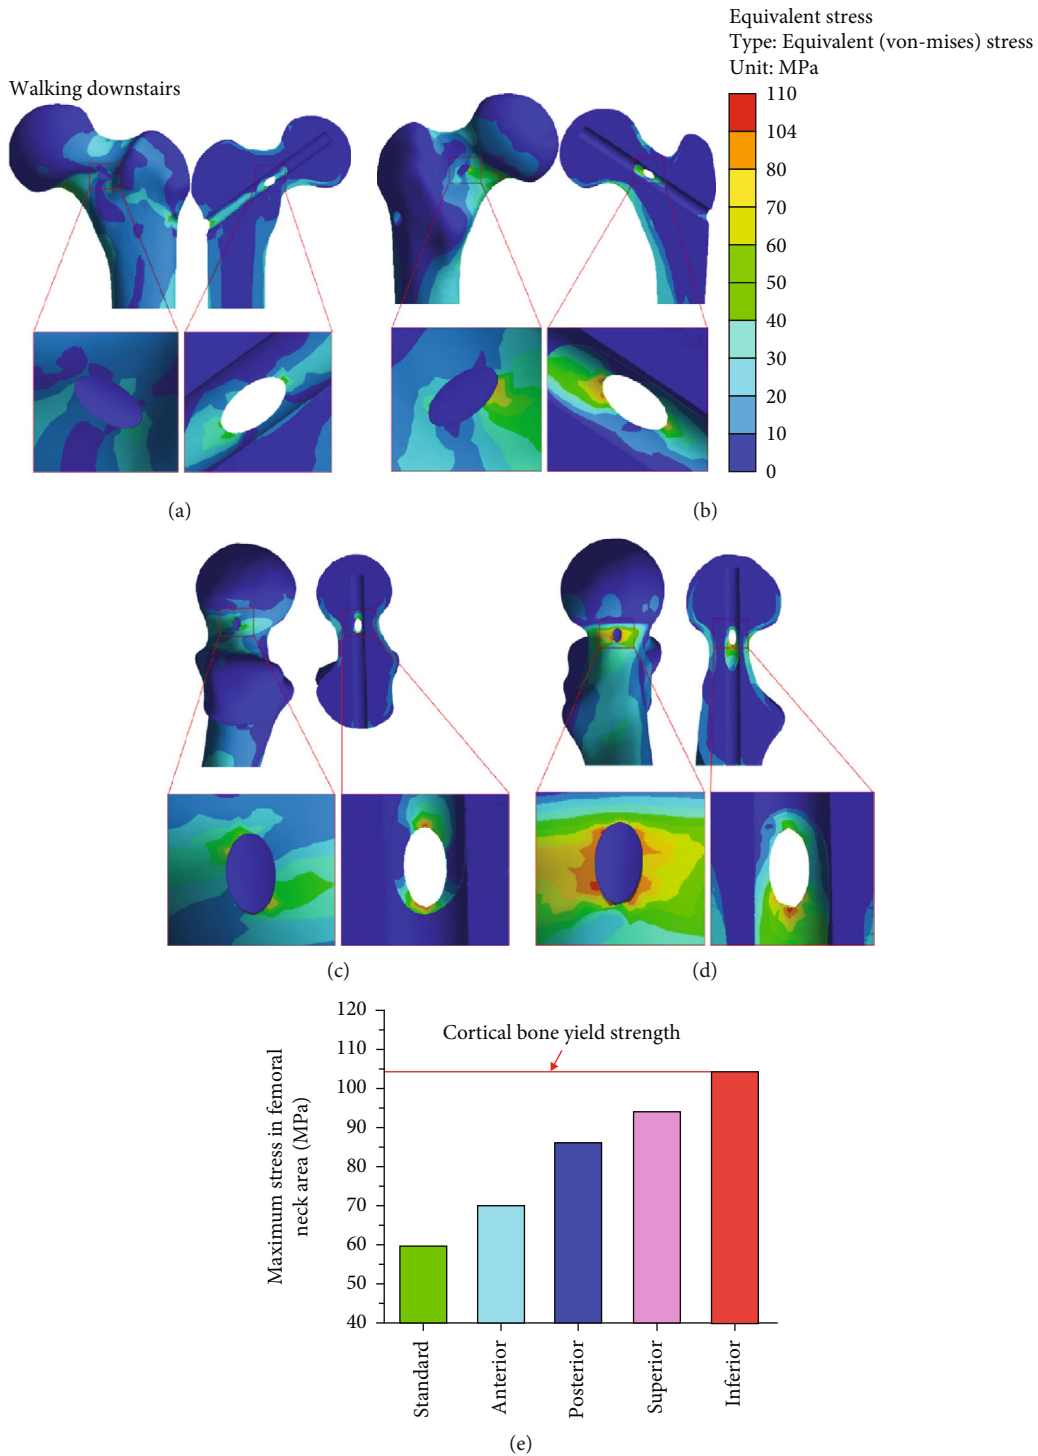 Equivalent stress
Type: Equivalent (von-mises) stress
Unit: MPa
Walking downstairs
110
104
80
70
60
50
40
30
20
10
0
(a)
(b)
(c)
(d)
120
110
100
90
80
70
60
50
40
Maximum stress in femoral
neck area (MPa)
Cortical bone yield strength
Standard
Anterior
Posterior
Superior
Inferior
(e)